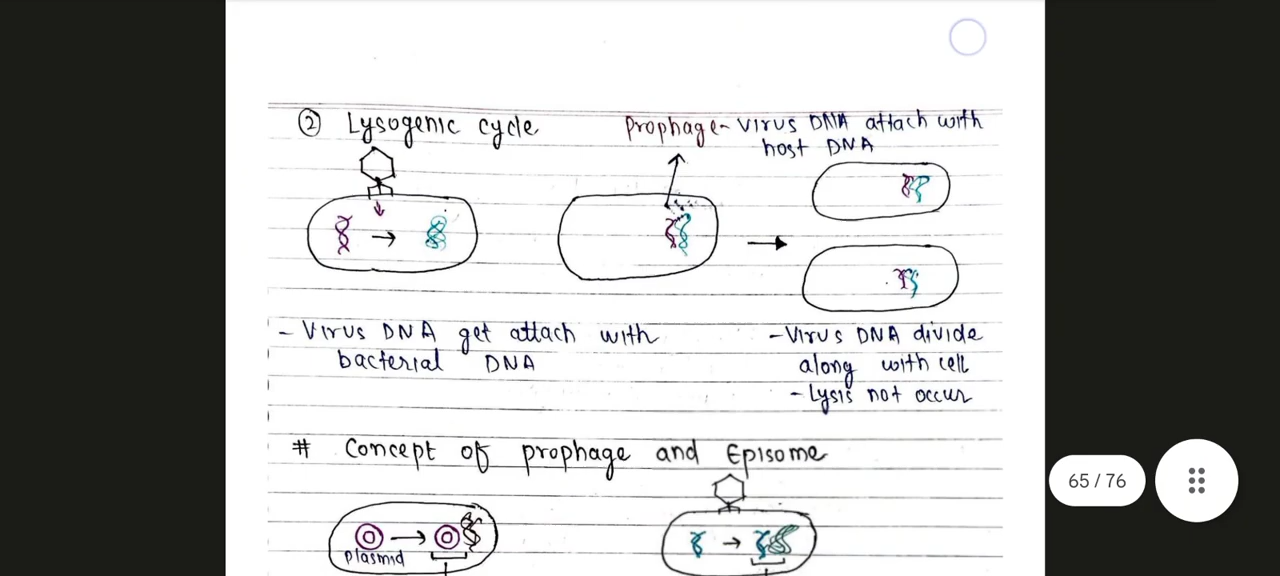 ② Lysogenic cycle
Prophage - Virus DNA attach with
host DNA
- Virus DNA get attach with
bacterial DNA
- Virus DNA divide
along with cell
- Lysis not occur
# Concept of prophage and Episome
plasmid
65 / 76